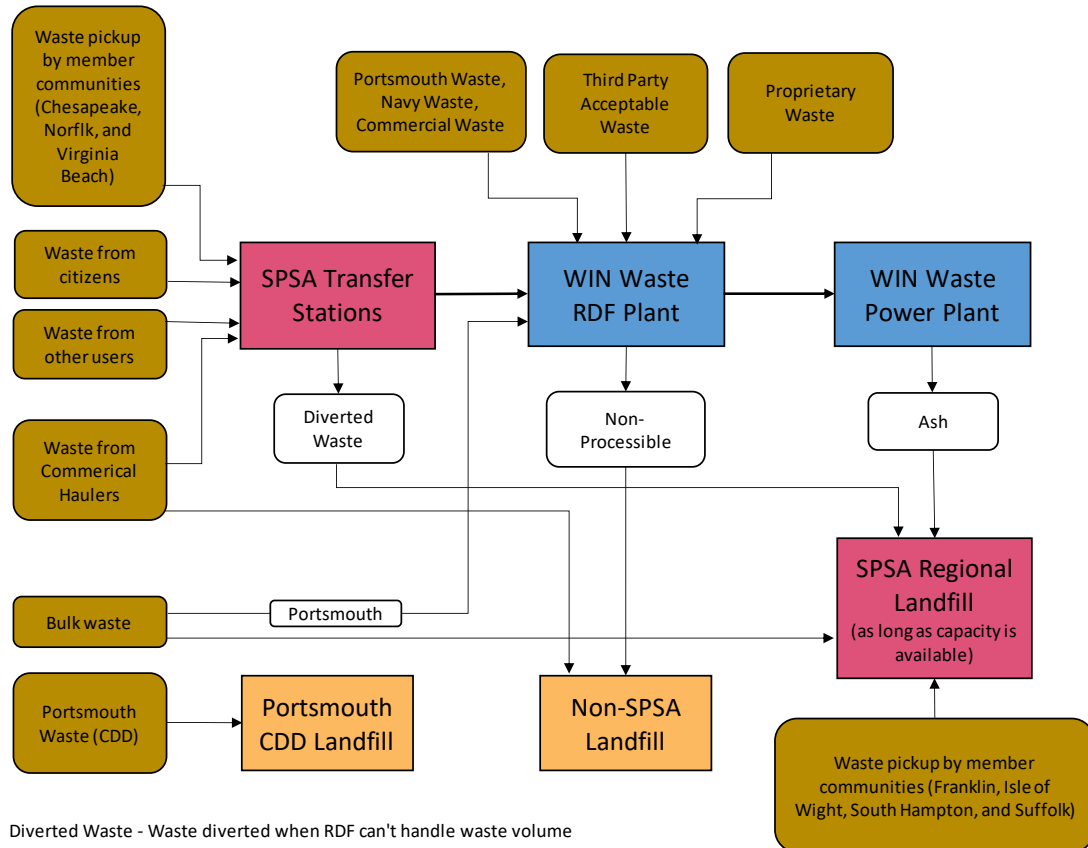 Waste pickup
by member
communities
(Chesapeake,
Norflk, and
Virginia
Beach)
Portsmouth Waste,
Navy Waste,
Commercial Waste
Third Party
Acceptable
Waste
Proprietary
Waste
Waste from
citizens
Waste from
other users
SPSA Transfer
Stations
WIN Waste
RDF Plant
WIN Waste
Power Plant
Diverted
Waste
Non-
Processible
Ash
Waste from
Commerical
Haulers
SPSA Regional
Landfill
(as long as capacity is
available)
Bulk waste
Portsmouth
Portsmouth
Waste (CDD)
Portsmouth
CDD Landfill
Non-SPSA
Landfill
Waste pickup by member
communities (Franklin, Isle of
Wight, South Hampton, and Suffolk)
Diverted Waste - Waste diverted when RDF can't handle waste volume